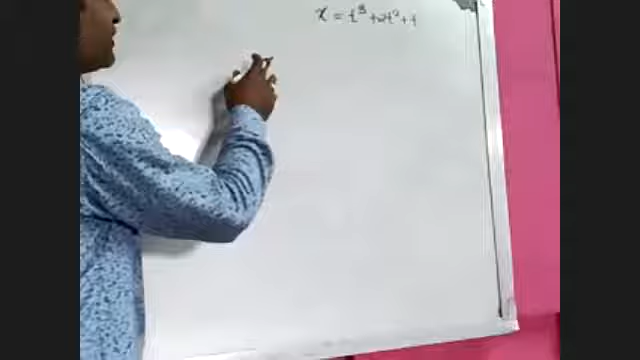 x = t³ + 2t² + t